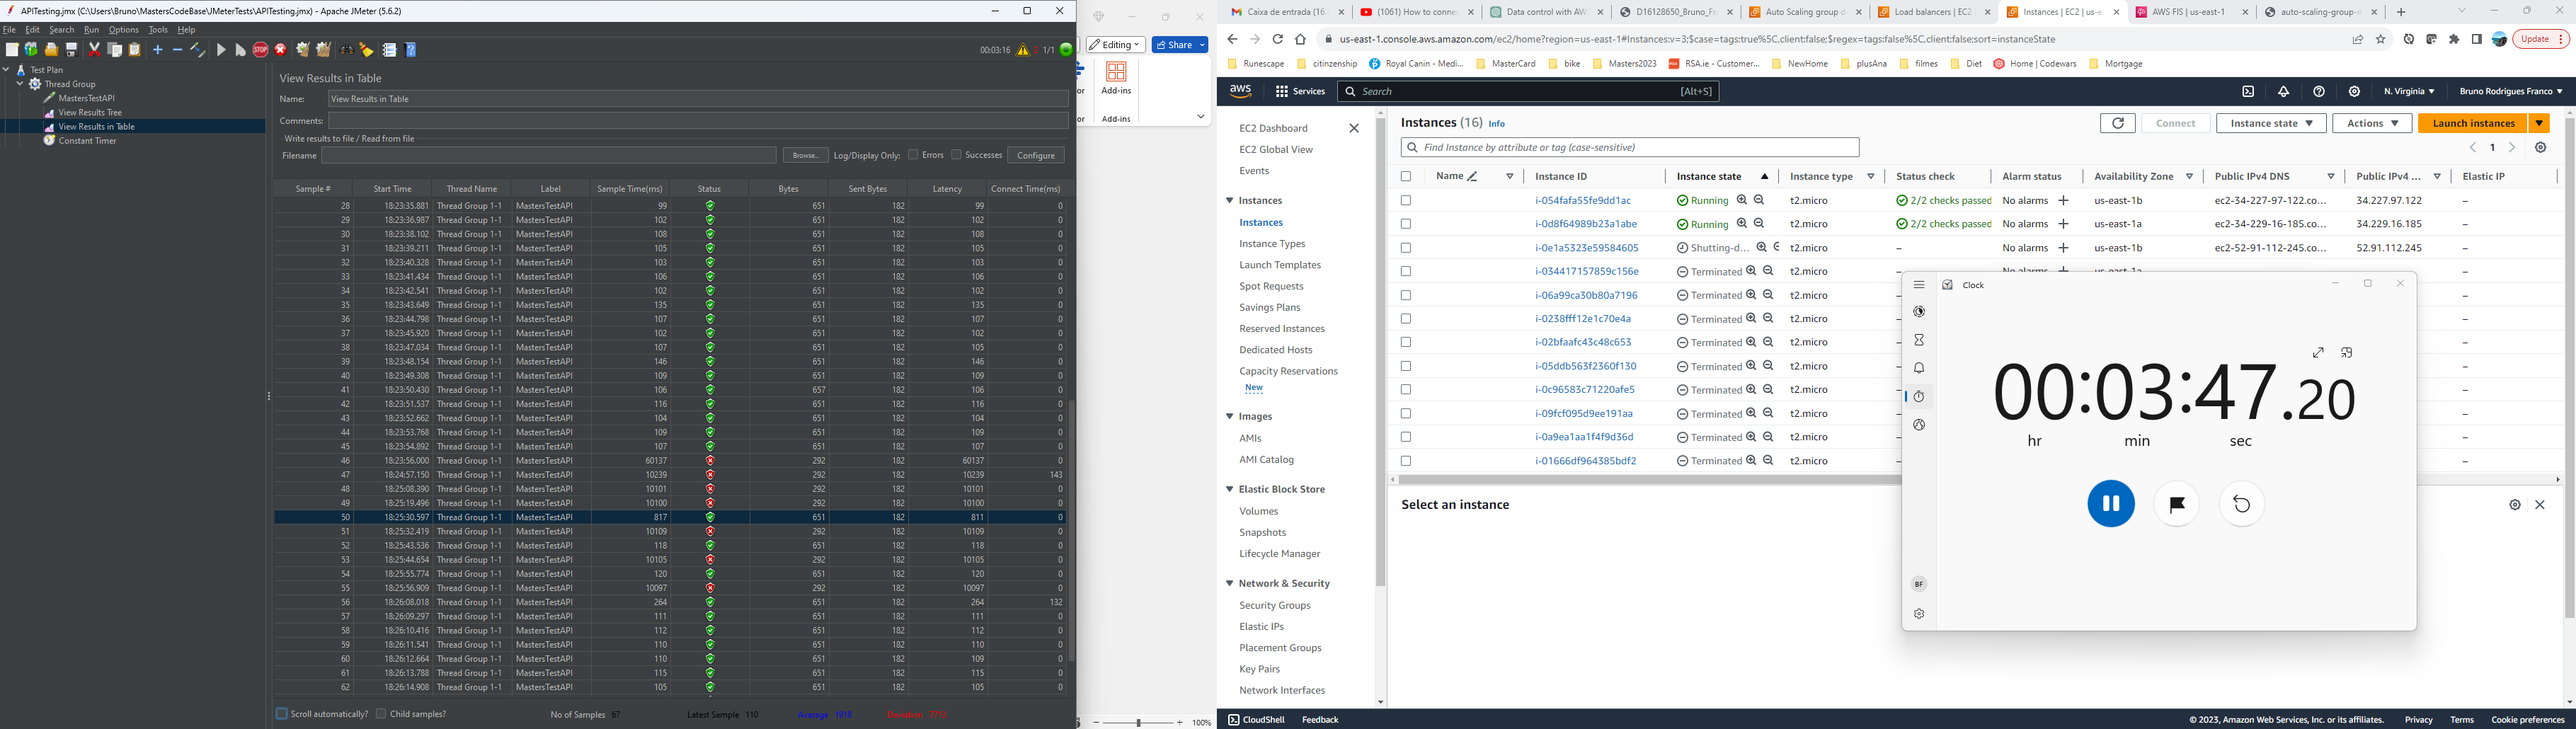 APITesting.jmx (C:\Users\Bruno\MastersCodeBase\JMeterTests\APITesting.jmx) - Apache JMeter (5.6.2)
File Edit Search Run Options Tools Help
00:03:16 1/1
Test Plan
Thread Group
MastersTestAPI
View Results Tree
View Results in Table
Constant Timer
View Results in Table
Name: View Results in Table
Comments:
Write results to file / Read from file
Filename Browse... Log/Display Only: Errors Successes Configure
Sample # Start Time Thread Name Label Sample Time(ms) Status Bytes Sent Bytes Latency Connect Time(ms)
28 18:23:35.881 Thread Group 1-1 MastersTestAPI 99 651 182 99 0
29 18:23:36.987 Thread Group 1-1 MastersTestAPI 102 651 182 102 0
30 18:23:38.102 Thread Group 1-1 MastersTestAPI 108 651 182 108 0
31 18:23:39.211 Thread Group 1-1 MastersTestAPI 105 651 182 105 0
32 18:23:40.328 Thread Group 1-1 MastersTestAPI 103 651 182 103 0
33 18:23:41.434 Thread Group 1-1 MastersTestAPI 106 651 182 106 0
34 18:23:42.541 Thread Group 1-1 MastersTestAPI 102 651 182 102 0
35 18:23:43.649 Thread Group 1-1 MastersTestAPI 135 651 182 135 0
36 18:23:44.798 Thread Group 1-1 MastersTestAPI 107 651 182 107 0
37 18:23:45.920 Thread Group 1-1 MastersTestAPI 102 651 182 102 0
38 18:23:47.034 Thread Group 1-1 MastersTestAPI 107 651 182 105 0
39 18:23:48.154 Thread Group 1-1 MastersTestAPI 146 651 182 146 0
40 18:23:49.308 Thread Group 1-1 MastersTestAPI 109 651 182 109 0
41 18:23:50.430 Thread Group 1-1 MastersTestAPI 106 657 182 106 0
42 18:23:51.537 Thread Group 1-1 MastersTestAPI 116 651 182 116 0
43 18:23:52.662 Thread Group 1-1 MastersTestAPI 104 651 182 104 0
44 18:23:53.768 Thread Group 1-1 MastersTestAPI 109 651 182 109 0
45 18:23:54.892 Thread Group 1-1 MastersTestAPI 107 651 182 107 0
46 18:23:56.000 Thread Group 1-1 MastersTestAPI 60137 292 182 60137 0
47 18:24:57.150 Thread Group 1-1 MastersTestAPI 10239 292 182 10239 143
48 18:25:08.390 Thread Group 1-1 MastersTestAPI 10101 292 182 10101 0
49 18:25:19.496 Thread Group 1-1 MastersTestAPI 10100 292 182 10100 0
50 18:25:30.597 Thread Group 1-1 MastersTestAPI 817 651 182 811 0
51 18:25:32.419 Thread Group 1-1 MastersTestAPI 10109 292 182 10109 0
52 18:25:43.536 Thread Group 1-1 MastersTestAPI 118 651 182 118 0
53 18:25:44.654 Thread Group 1-1 MastersTestAPI 10105 292 182 10105 0
54 18:25:55.774 Thread Group 1-1 MastersTestAPI 120 651 182 120 0
55 18:25:56.909 Thread Group 1-1 MastersTestAPI 10097 292 182 10097 0
56 18:26:08.018 Thread Group 1-1 MastersTestAPI 264 651 182 264 132
57 18:26:09.297 Thread Group 1-1 MastersTestAPI 111 651 182 111 0
58 18:26:10.416 Thread Group 1-1 MastersTestAPI 112 651 182 112 0
59 18:26:11.541 Thread Group 1-1 MastersTestAPI 110 651 182 110 0
60 18:26:12.664 Thread Group 1-1 MastersTestAPI 110 651 182 109 0
61 18:26:13.788 Thread Group 1-1 MastersTestAPI 115 651 182 115 0
62 18:26:14.908 Thread Group 1-1 MastersTestAPI 105 651 182 105 0
Scroll automatically? Child samples? No of Samples 67 Latest Sample 110 Average 1918 Deviation 7713
Editing Share
Add-ins
Add-ins
100%
Caixa de entrada (16. (1061) How to conne Data control with AW D16128650_Bruno_Fr Auto Scaling group d Load balancers | EC2 Instances | EC2 | us-e AWS FIS | us-east-1 auto-scaling-group-n
us-east-1.console.aws.amazon.com/ec2/home?region=us-east-1#Instances:v=3;$case=tags:true%5C,client:false;$regex=tags:false%5C,client:false;sort=instanceState
Update
Runescape citinzenship Royal Canin - Medi... MasterCard bike Masters2023 RSA.ie - Customer... NewHome plusAna filmes Diet Home | Codewars Mortgage
aws Services Search [Alt+S] N. Virginia Bruno Rodrigues Franco
EC2 Dashboard
EC2 Global View
Events
Instances
Instances
Instance Types
Launch Templates
Spot Requests
Savings Plans
Reserved Instances
Dedicated Hosts
Capacity Reservations
New
Images
AMIs
AMI Catalog
Elastic Block Store
Volumes
Snapshots
Lifecycle Manager
Network & Security
Security Groups
Elastic IPs
Placement Groups
Key Pairs
Network Interfaces
Instances (16) Info
Connect Instance state Actions Launch instances
Find Instance by attribute or tag (case-sensitive)
1
Name Instance ID Instance state Instance type Status check Alarm status Availability Zone Public IPv4 DNS Public IPv4 ... Elastic IP
i-054fafa55fe9dd1ac Running t2.micro 2/2 checks passed No alarms us-east-1b ec2-34-227-97-122.co... 34.227.97.122 –
i-0d8f64989b23a1abe Running t2.micro 2/2 checks passed No alarms us-east-1a ec2-34-229-16-185.co... 34.229.16.185 –
i-0e1a5323e59584605 Shutting-d... t2.micro – No alarms us-east-1b ec2-52-91-112-245.co... 52.91.112.245 –
i-034417157859c156e Terminated t2.micro – No alarms us-east-1a –
i-06a99ca30b80a7196 Terminated t2.micro –
i-0238fff12e1c70e4a Terminated t2.micro –
i-02bfaafc43c48c653 Terminated t2.micro –
i-05ddb563f2360f130 Terminated t2.micro –
i-0c96583c71220afe5 Terminated t2.micro –
i-09fcf095d9ee191aa Terminated t2.micro –
i-0a9ea1aa1f4f9d36d Terminated t2.micro –
i-01666df964385bdf2 Terminated t2.micro –
Select an instance
Clock
00:03:47.20
hr min sec
BF
CloudShell Feedback © 2023, Amazon Web Services, Inc. or its affiliates. Privacy Terms Cookie preferences